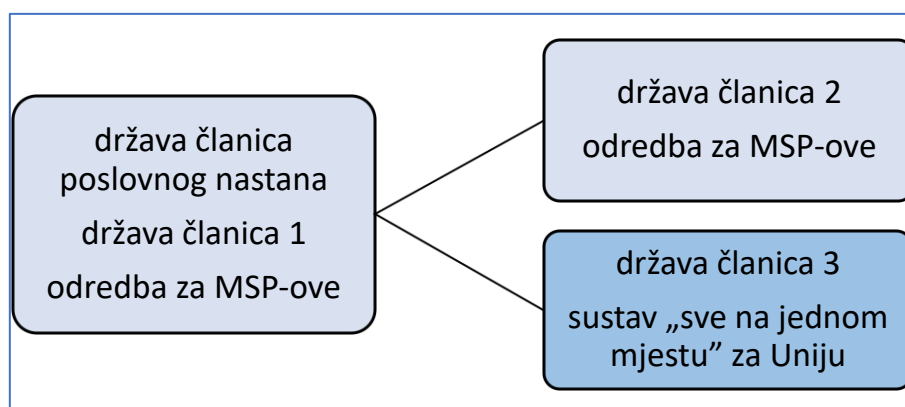 država članica
poslovnog nastana
država članica 1
odredba za MSP-ove
država članica 2
odredba za MSP-ove
država članica 3
sustav „sve na jednom
mjestu” za Uniju